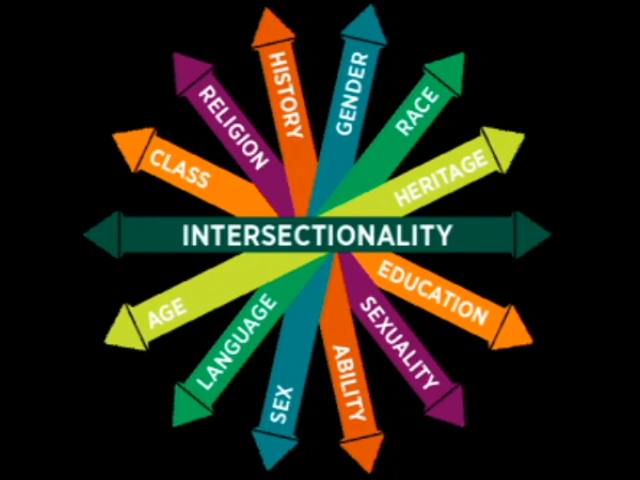 HISTORY
GENDER
RELIGION
RACE
CLASS
HERITAGE
INTERSECTIONALITY
AGE
EDUCATION
LANGUAGE
SEXUALITY
SEX
ABILITY